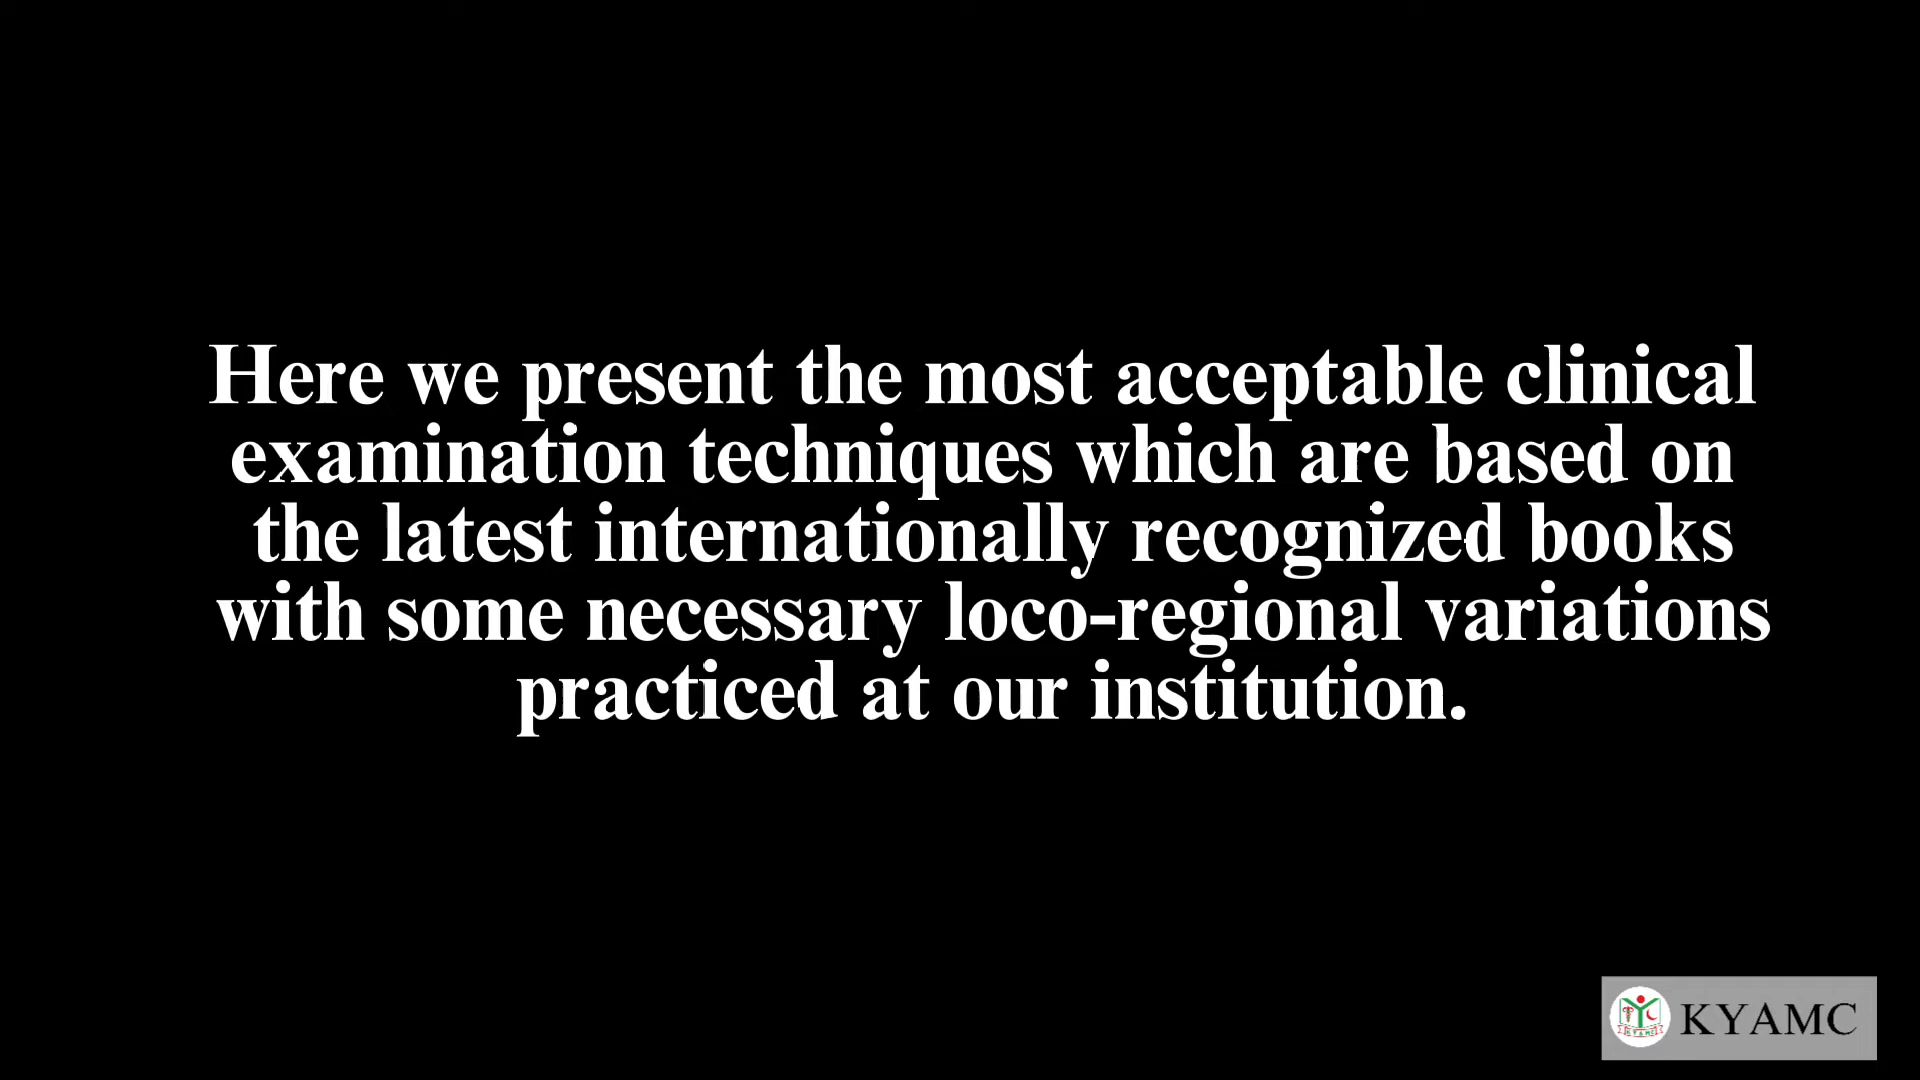 Here we present the most acceptable clinical
examination techniques which are based on
the latest internationally recognized books
with some necessary loco-regional variations
practiced at our institution.
KYAMC